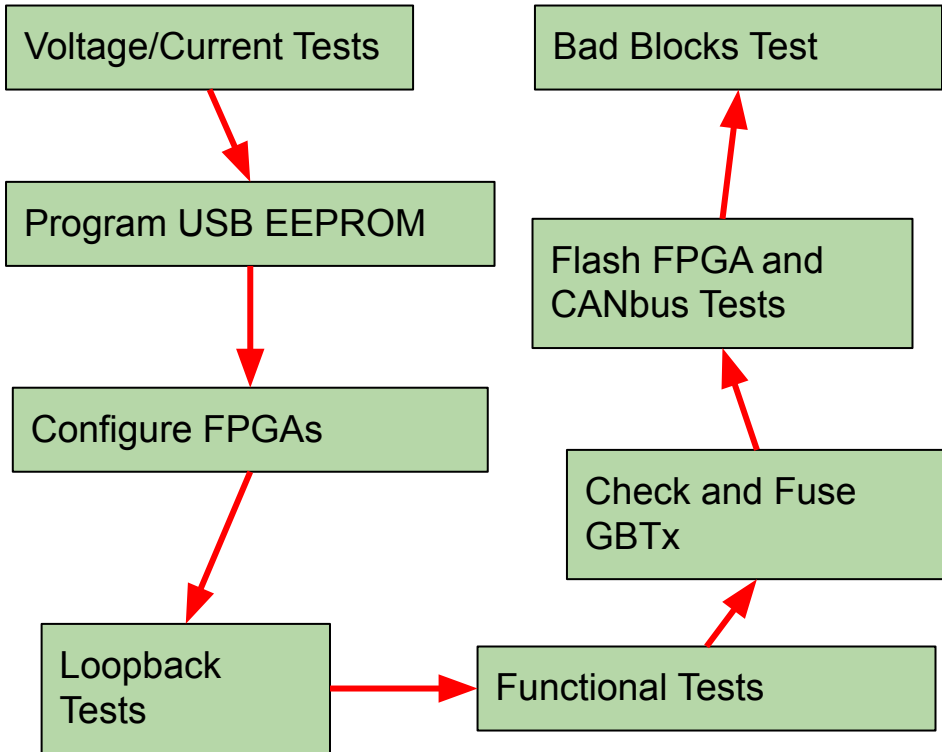 Voltage/Current Tests
Program USB EEPROM
Configure FPGAs
Loopback
Tests
Functional Tests
Check and Fuse
GBTx
Flash FPGA and
CANbus Tests
Bad Blocks Test